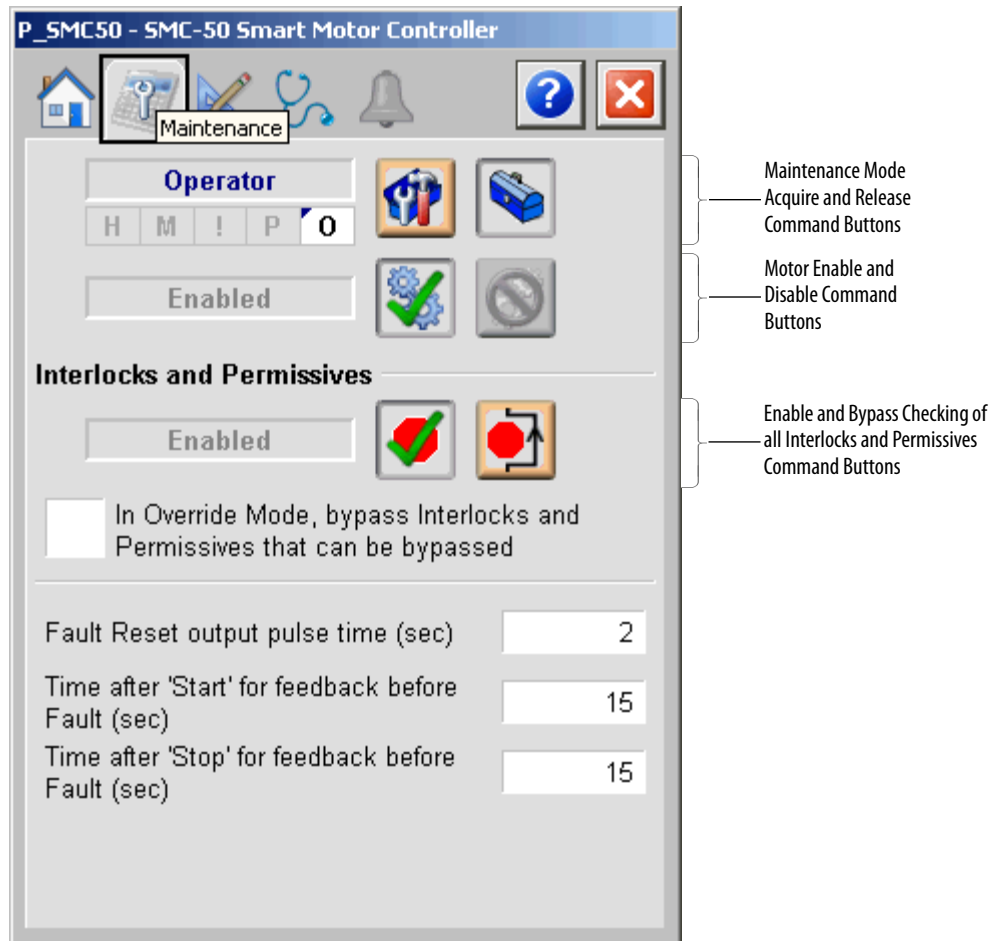 P_SMC50 - SMC-50 Smart Motor Controller
?
Maintenance
Operator
H M ! P O
Maintenance Mode
Acquire and Release
Command Buttons
Enabled
Motor Enable and
Disable Command
Buttons
Interlocks and Permissives
Enabled
Enable and Bypass Checking of
all Interlocks and Permissives
Command Buttons
In Override Mode, bypass Interlocks and
Permissives that can be bypassed
Fault Reset output pulse time (sec) 2
Time after 'Start' for feedback before
Fault (sec)
15
Time after 'Stop' for feedback before
Fault (sec)
15